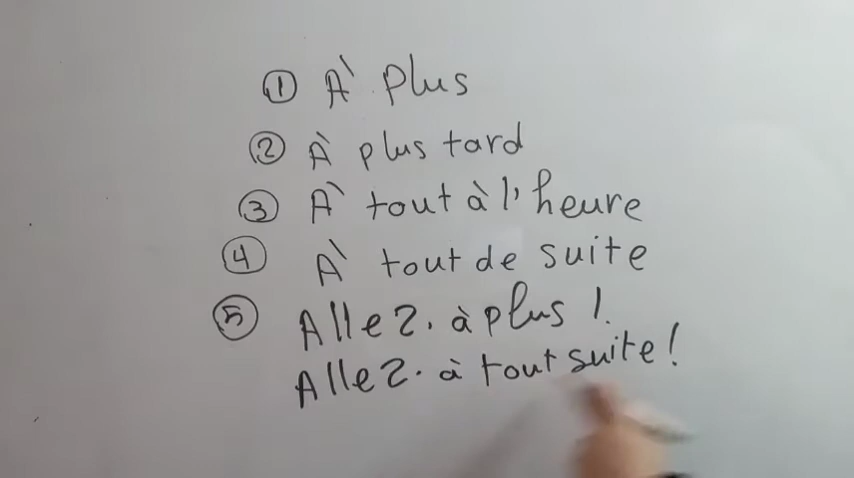 ① À plus
② À plus tard
③ À tout à l'heure
④ À tout de suite
⑤ Allez. à plus !
Allez. à tout suite !